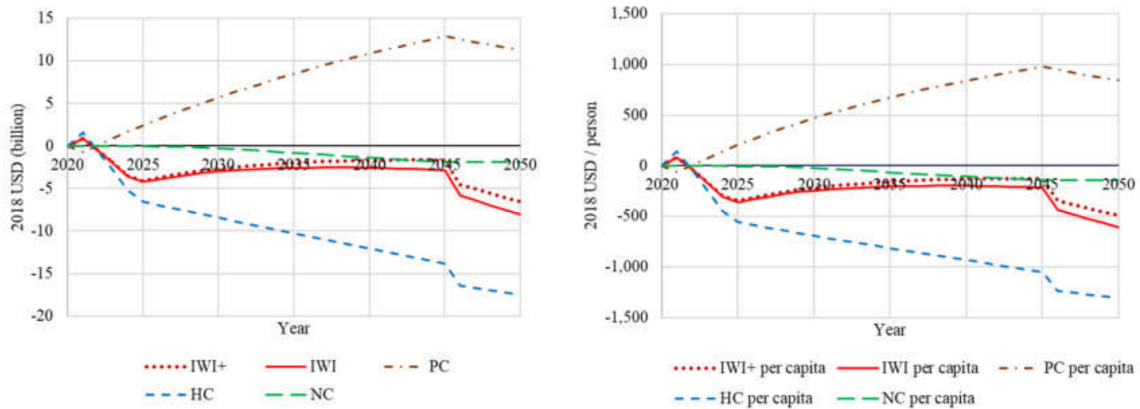 15
10
5
0
-5
-10
-15
-20
2018 USD (billion)
2020 2025 2030 2035 2040 2045 2050
Year
IWI+ IWI PC
HC NC
1,500
1,000
500
0
-500
-1,000
-1,500
2018 USD / person
2020 2025 2030 2035 2040 2045 2050
Year
IWI+ per capita IWI per capita PC per capita
HC per capita NC per capita